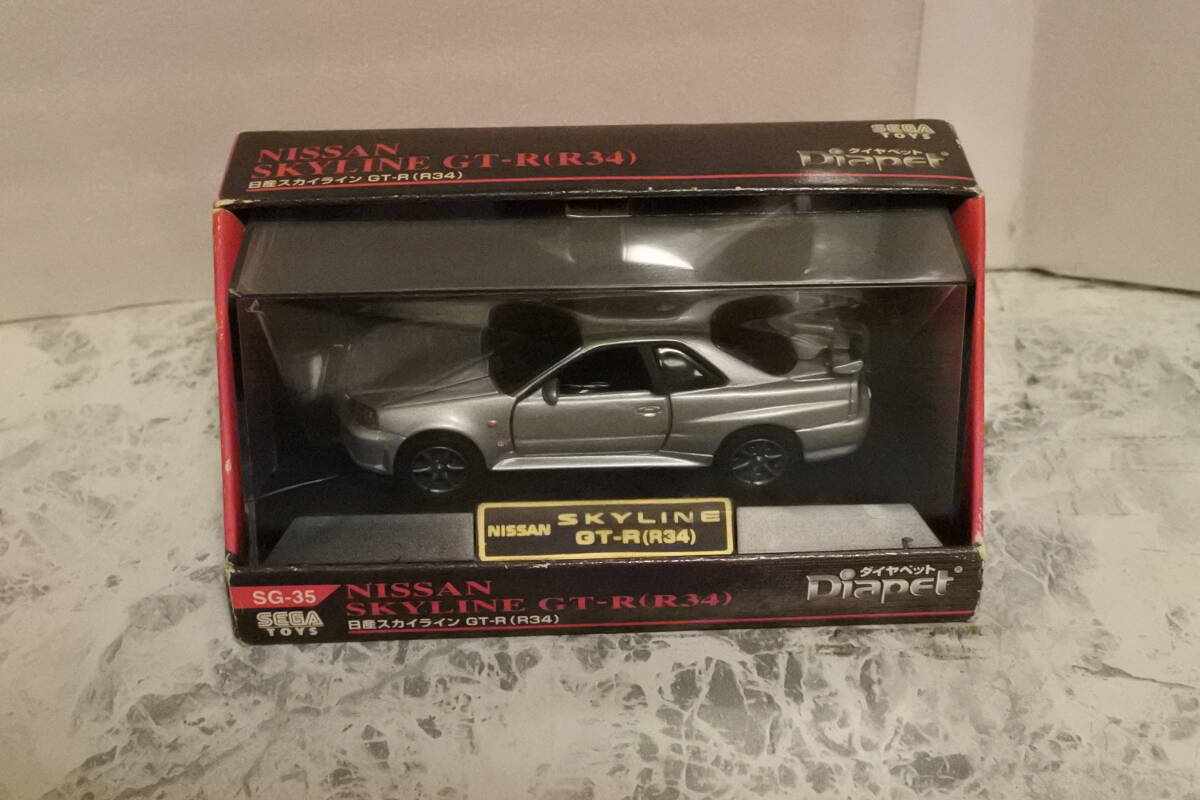 NISSAN
SKYLINE GT-R(R34)
日産スカイライン GT-R(R34)
SEGA
TOYS
ダイヤペット
Diapet®
NISSAN SKYLINE
GT-R(R34)
SG-35
SEGA
TOYS
NISSAN
SKYLINE GT-R(R34)
日産スカイライン GT-R(R34)
ダイヤペット
Diapet®